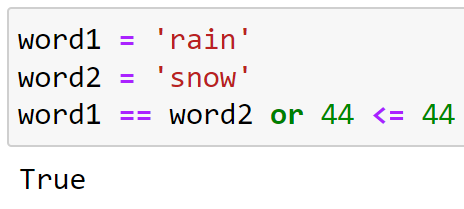 word1 = 'rain'
word2 = 'snow'
word1 == word2 or 44 <= 44
True